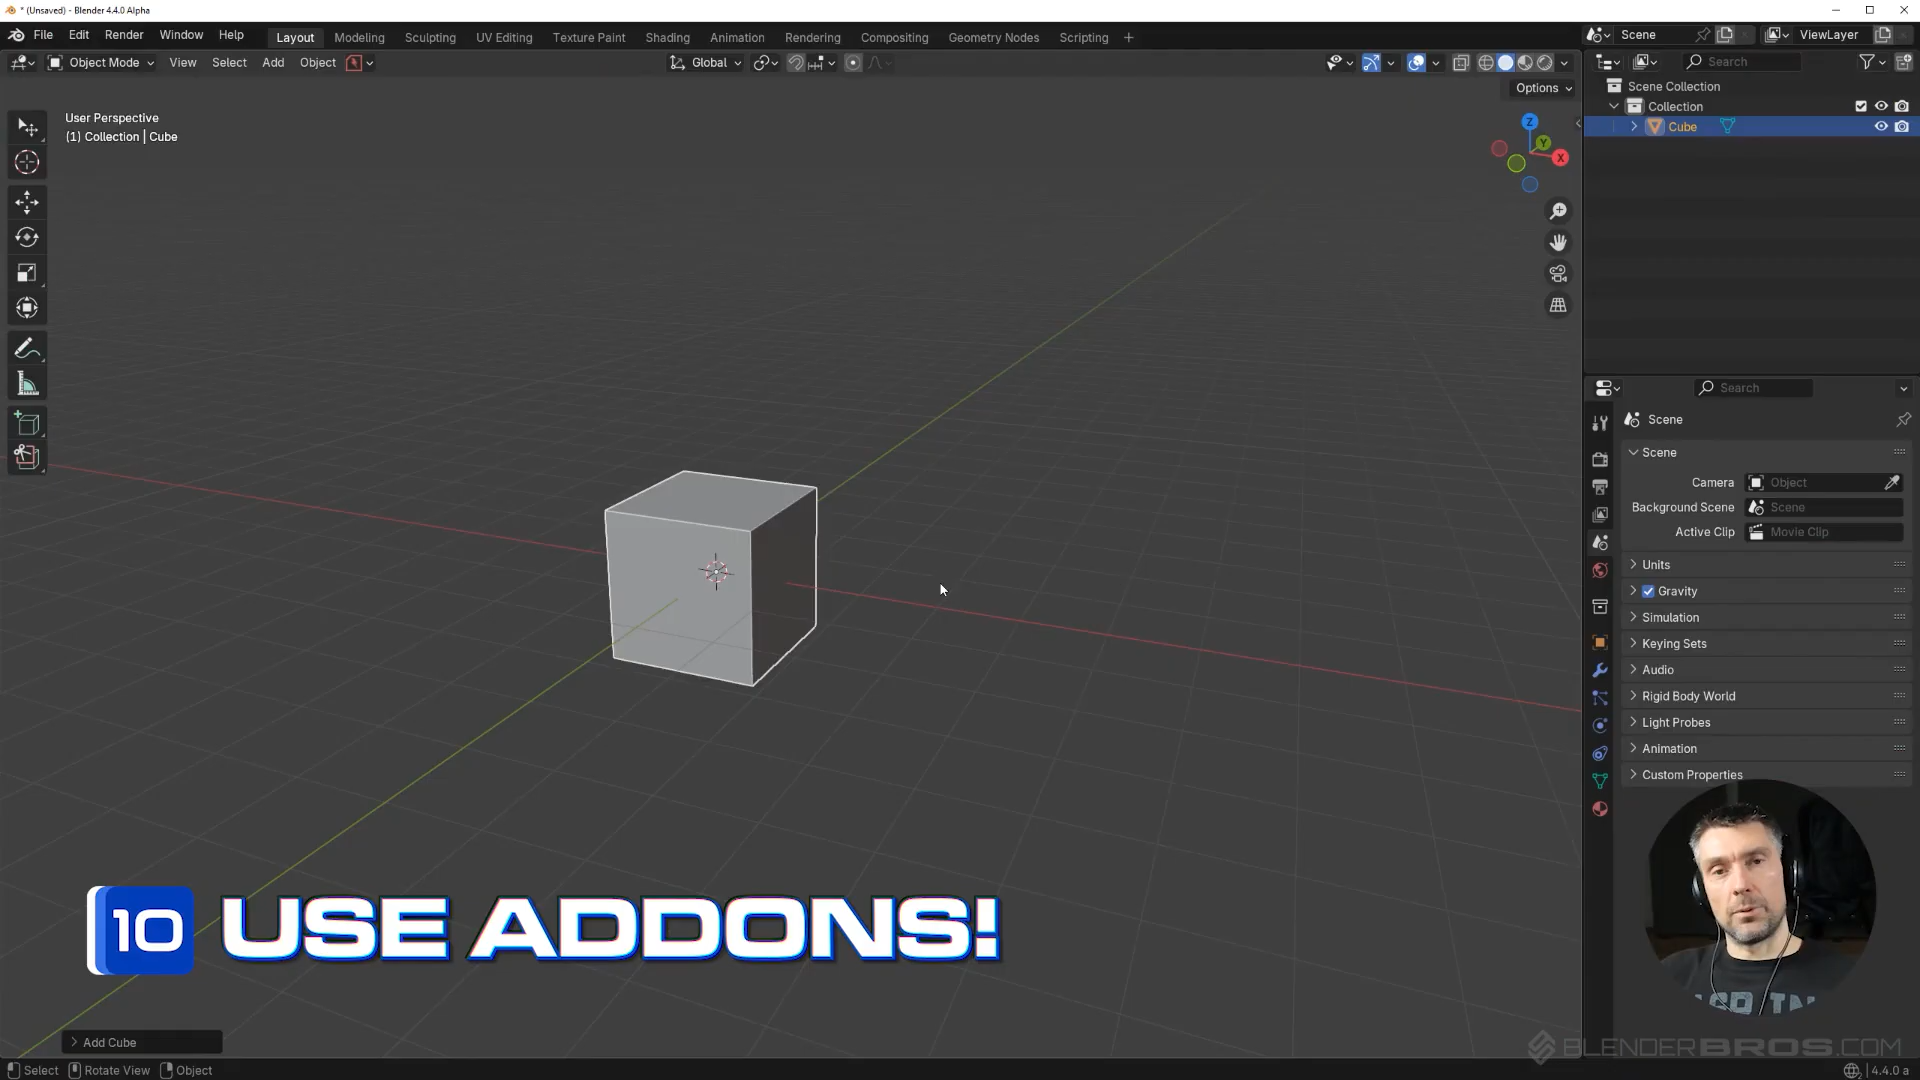 * (Unsaved) - Blender 4.4.0 Alpha
File Edit Render Window Help Layout Modeling Sculpting UV Editing Texture Paint Shading Animation Rendering Compositing Geometry Nodes Scripting + Scene ViewLayer
Object Mode View Select Add Object Global Search
Options
Scene Collection
Collection
Cube
User Perspective
(1) Collection | Cube
Z
Y
X
Search
Scene
Scene
Camera Object
Background Scene Scene
Active Clip Movie Clip
Units
Gravity
Simulation
Keying Sets
Audio
Rigid Body World
Light Probes
Animation
Custom Properties
10 USE ADDONS!
Add Cube
BLENDERBROS.COM
Select Rotate View Object 4.4.0 a